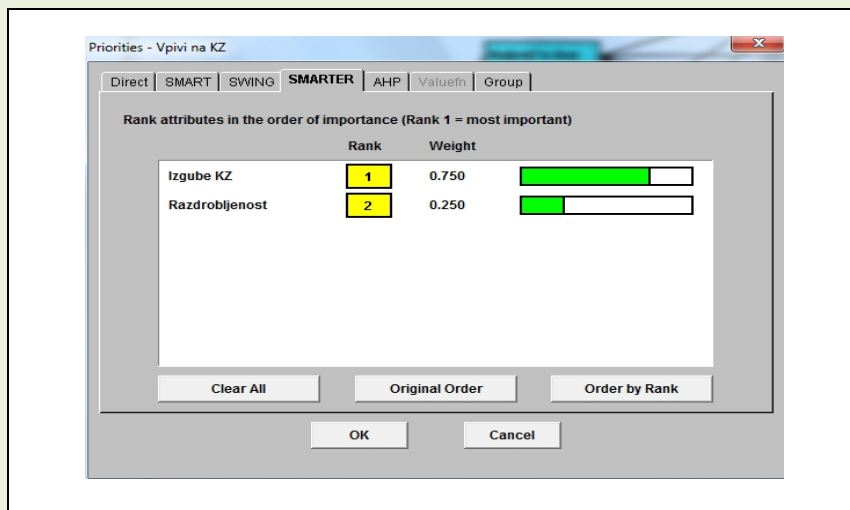 Priorities - Vpivi na KZ
Direct SMART SWING SMARTER AHP Valuefn Group
Rank attributes in the order of importance (Rank 1 = most important)
Rank Weight
Izgube KZ 1 0.750
Razdrobljenost 2 0.250
Clear All Original Order Order by Rank
OK Cancel